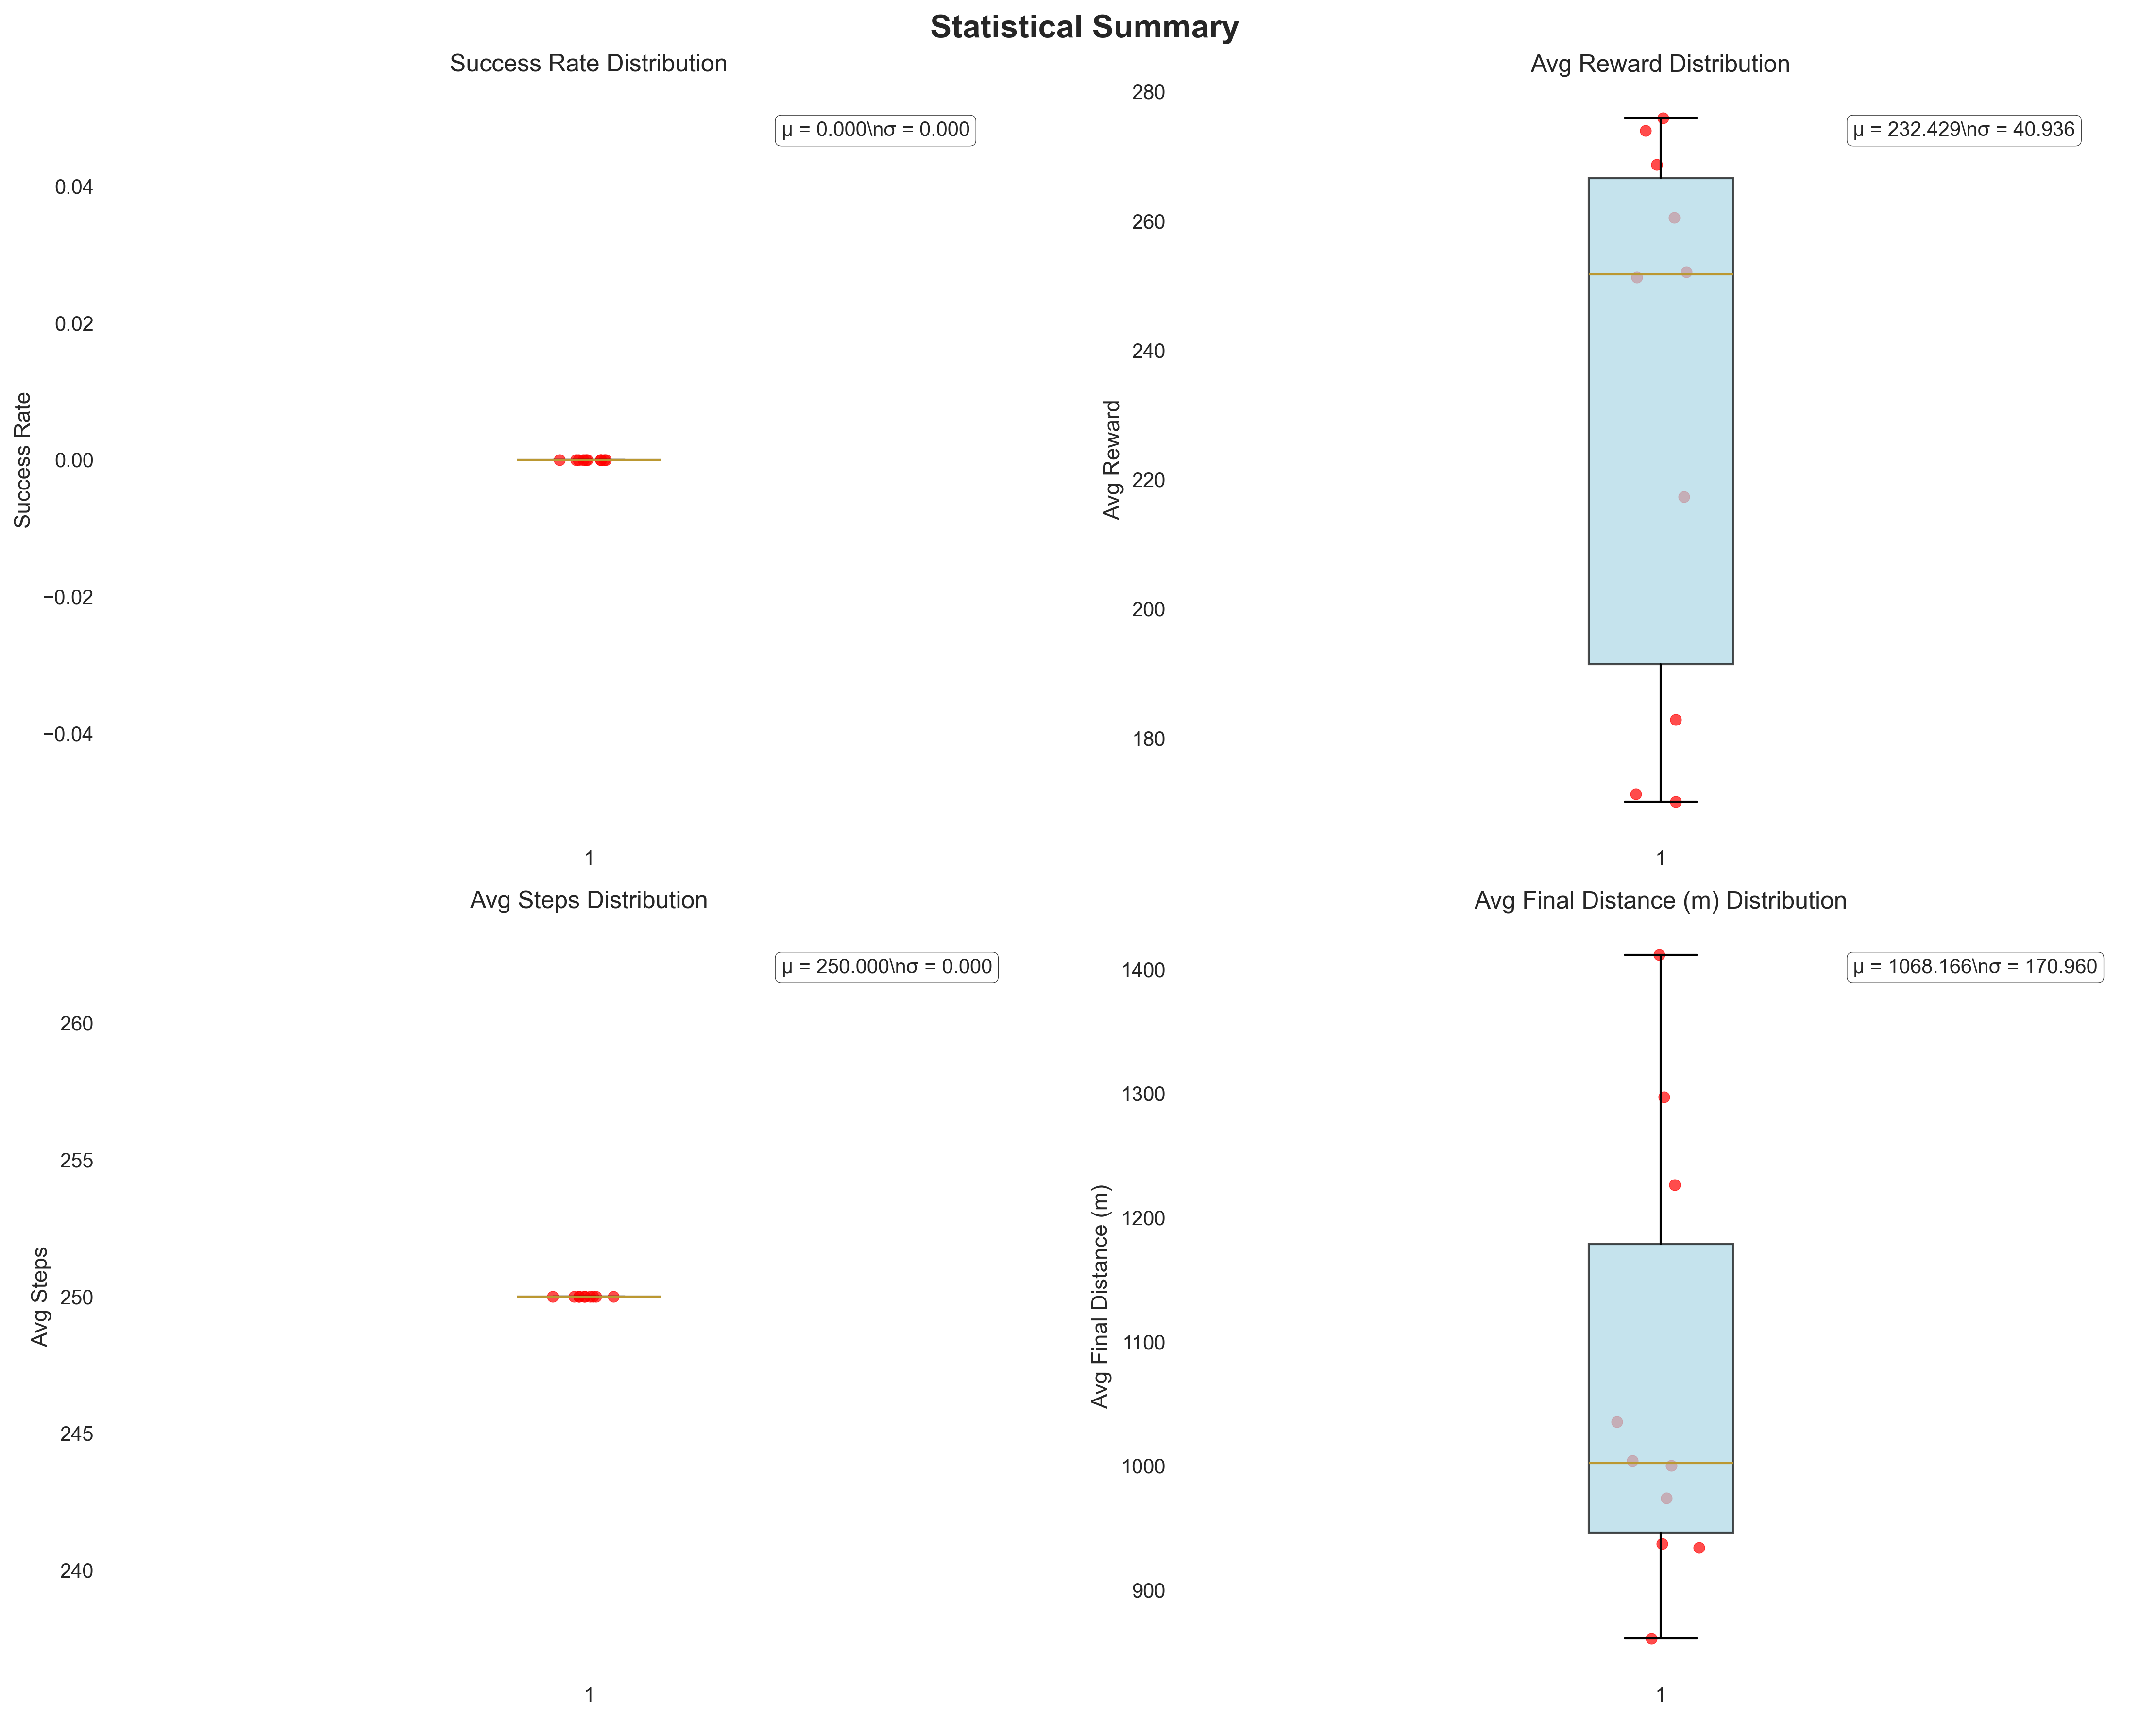 Statistical Summary
Success Rate Distribution
μ = 0.000\nσ = 0.000
0.04
0.02
0.00
−0.02
−0.04
Success Rate
1
Avg Reward Distribution
μ = 232.429\nσ = 40.936
280
260
240
220
200
180
Avg Reward
1
Avg Steps Distribution
μ = 250.000\nσ = 0.000
260
255
250
245
240
Avg Steps
1
Avg Final Distance (m) Distribution
μ = 1068.166\nσ = 170.960
1400
1300
1200
1100
1000
900
Avg Final Distance (m)
1